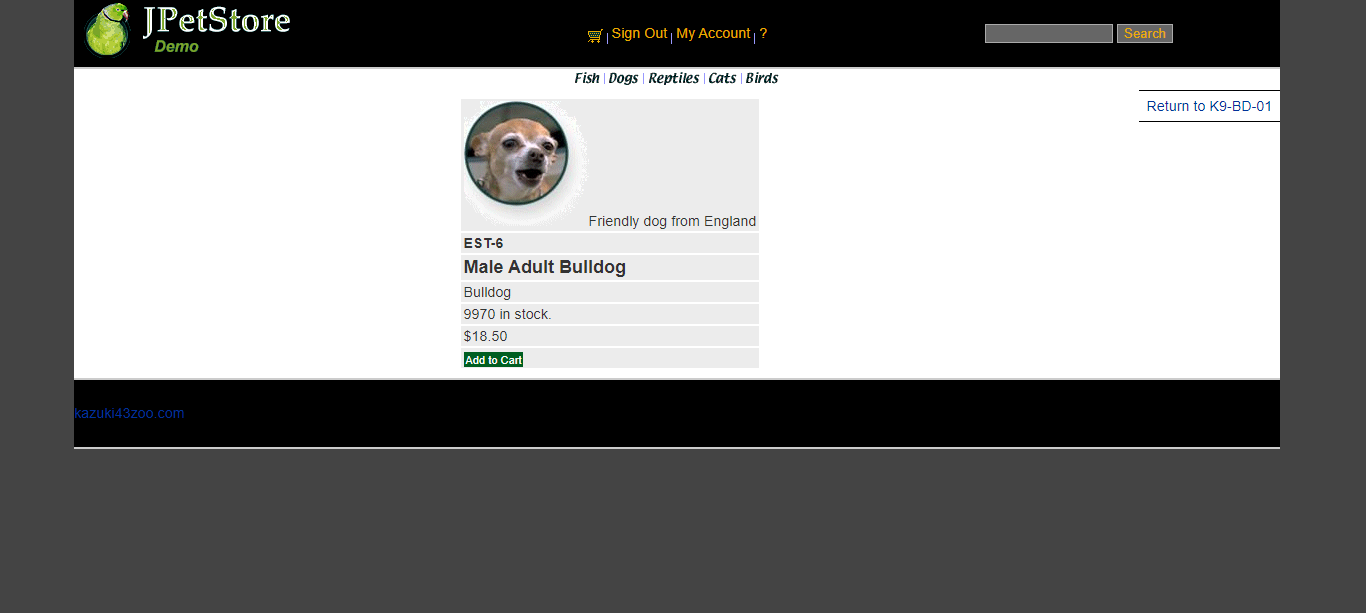 JPetStore
Demo
Sign Out | My Account | ?
Search
Fish | Dogs | Reptiles | Cats | Birds
Return to K9-BD-01
Friendly dog from England
EST-6
Male Adult Bulldog
Bulldog
9970 in stock.
$18.50
Add to Cart
kazuki43zoo.com